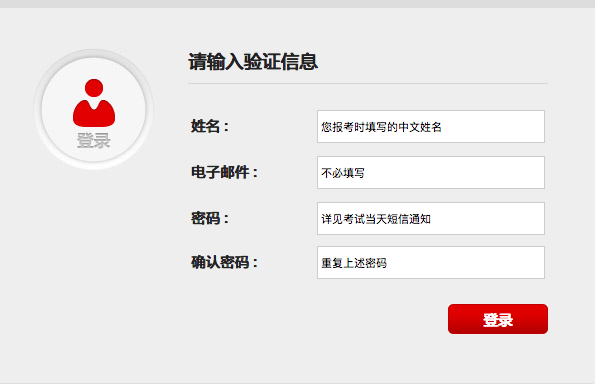 请输入验证信息
登录
姓名：
您报考时填写的中文姓名
电子邮件：
不必填写
密码：
详见考试当天短信通知
确认密码：
重复上述密码
登录